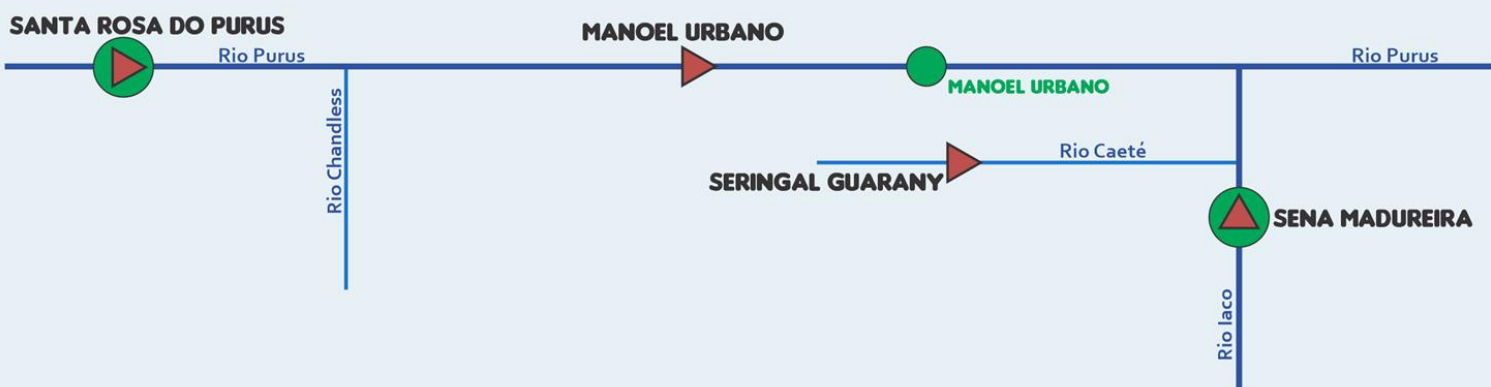 SANTA ROSA DO PURUS
MANOEL URBANO
Rio Purus
Rio Purus
MANOEL URBANO
Rio Chandless
Rio Caeté
SERINGAL GUARANY
SENA MADUREIRA
Rio Iaco